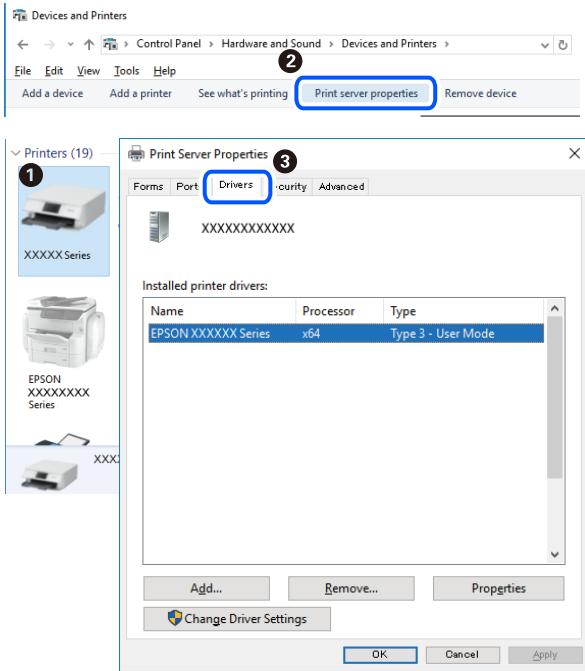 Devices and Printers
Control Panel > Hardware and Sound > Devices and Printers >
2
File Edit View Tools Help
Add a device Add a printer See what's printing Print server properties Remove device
Printers (19)
1
XXXXX Series
EPSON
XXXXXXXX
Series
XXX
Print Server Properties
3
Forms Port Drivers curity Advanced
XXXXXXXXXXXX
Installed printer drivers:
Name Processor Type
EPSON XXXXXX Series x64 Type 3 - User Mode
Add... Remove... Properties
Change Driver Settings
OK Cancel Apply